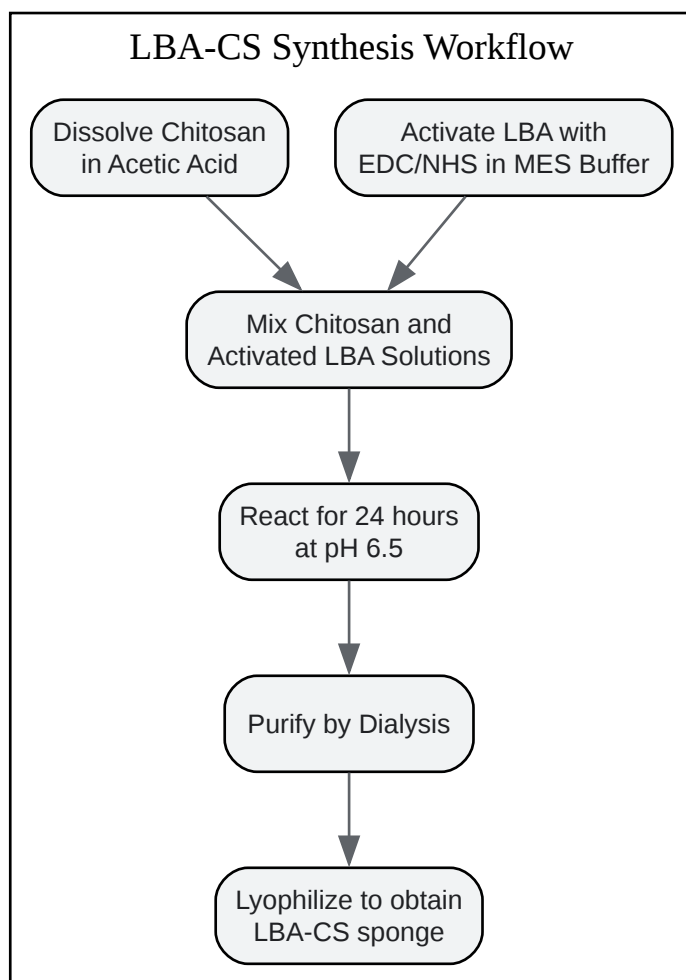 LBA-CS Synthesis Workflow
Dissolve Chitosan
in Acetic Acid
Activate LBA with
EDC/NHS in MES Buffer
Mix Chitosan and
Activated LBA Solutions
React for 24 hours
at pH 6.5
Purify by Dialysis
Lyophilize to obtain
LBA-CS sponge